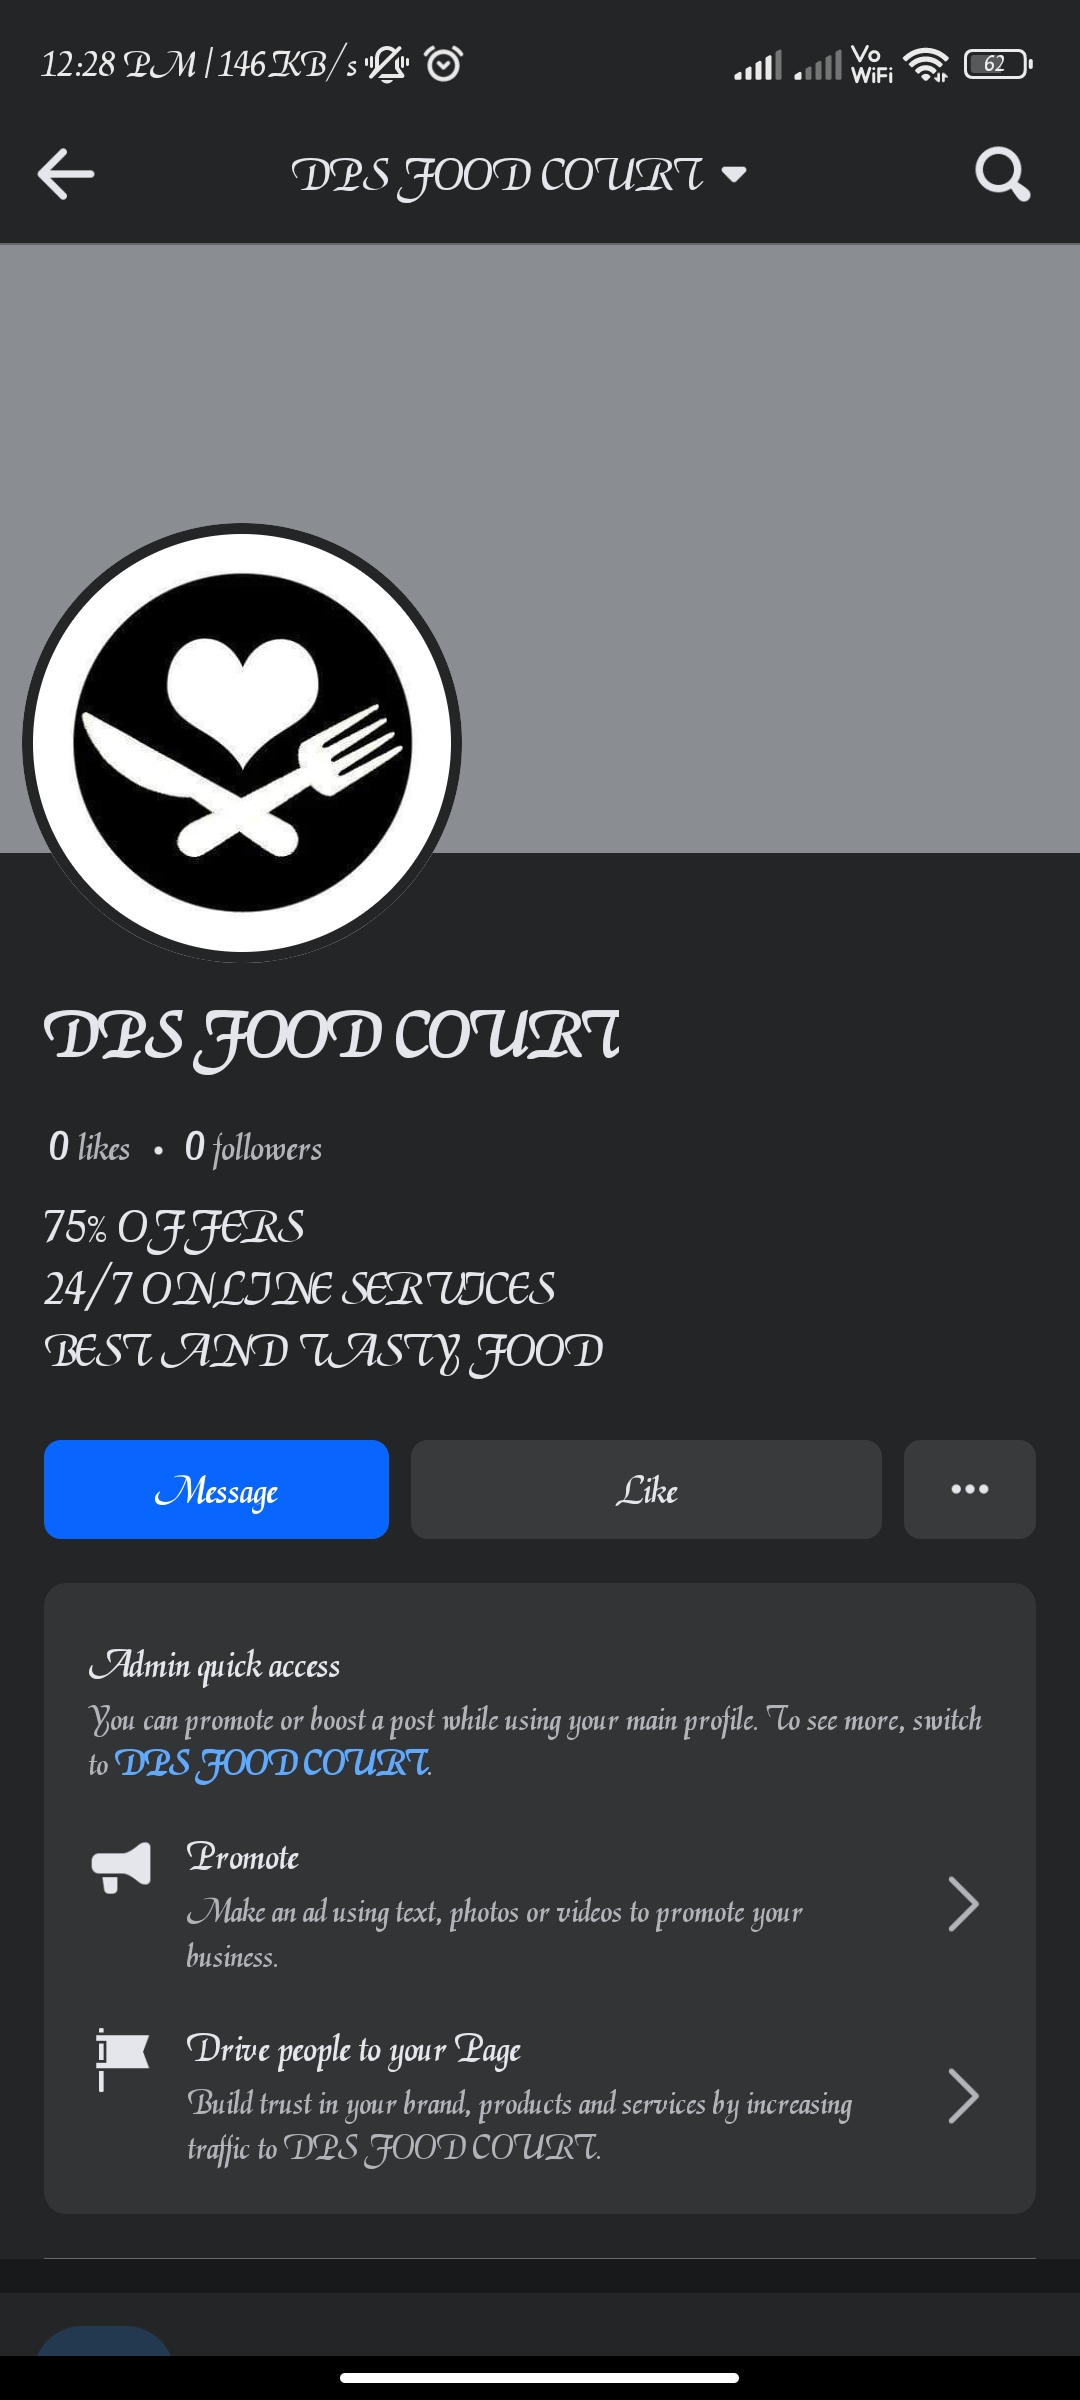 12:28 PM | 146KB/s
Vo
WiFi
62
DPS FOOD COURT
DPS FOOD COURT
0 likes • 0 followers
75% OFFERS
24/7 ONLINE SERVICES
BEST AND TASTY FOOD
Message
Like
Admin quick access
You can promote or boost a post while using your main profile. To see more, switch
to DPS FOOD COURT.
Promote
Make an ad using text, photos or videos to promote your
business.
Drive people to your Page
Build trust in your brand, products and services by increasing
traffic to DPS FOOD COURT.